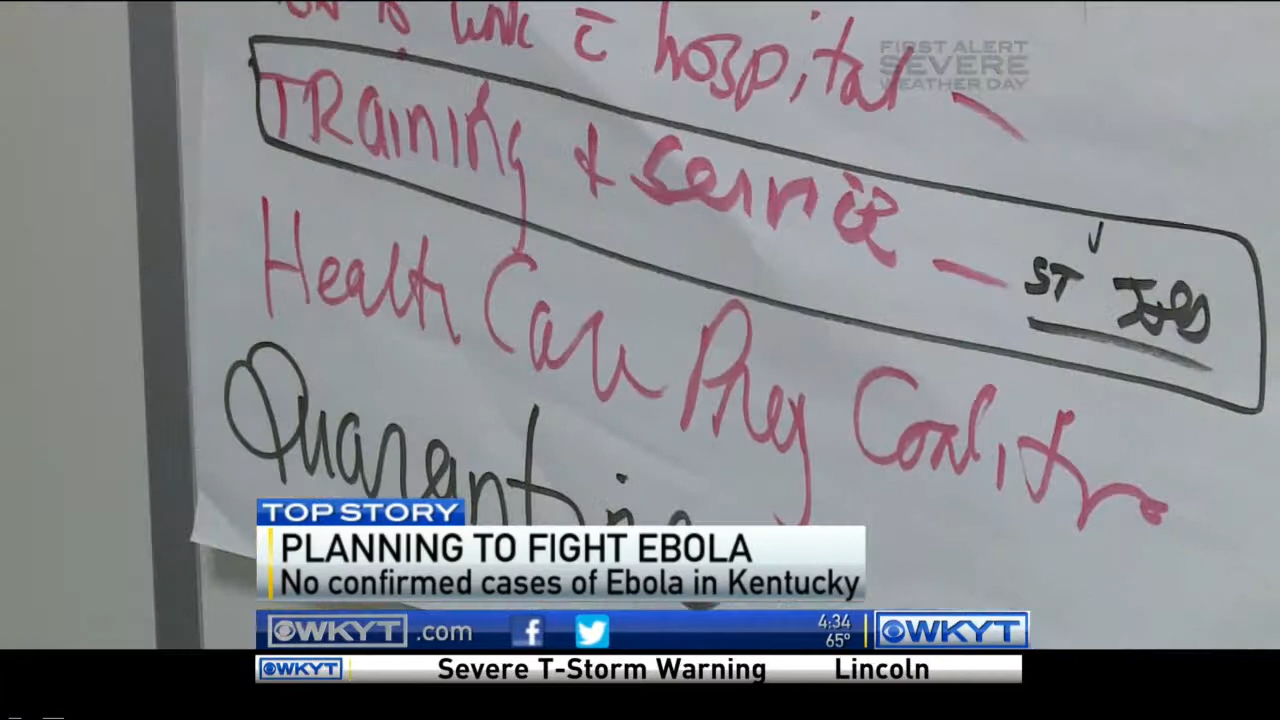 hospital -
FIRST ALERT
SEVERE
WEATHER DAY
TRaining + service - ST
Health Care Prep Coalition
Quarantine
TOP STORY
PLANNING TO FIGHT EBOLA
No confirmed cases of Ebola in Kentucky
WKYT .com f 4:34 65° WKYT
WKYT Severe T-Storm Warning Lincoln